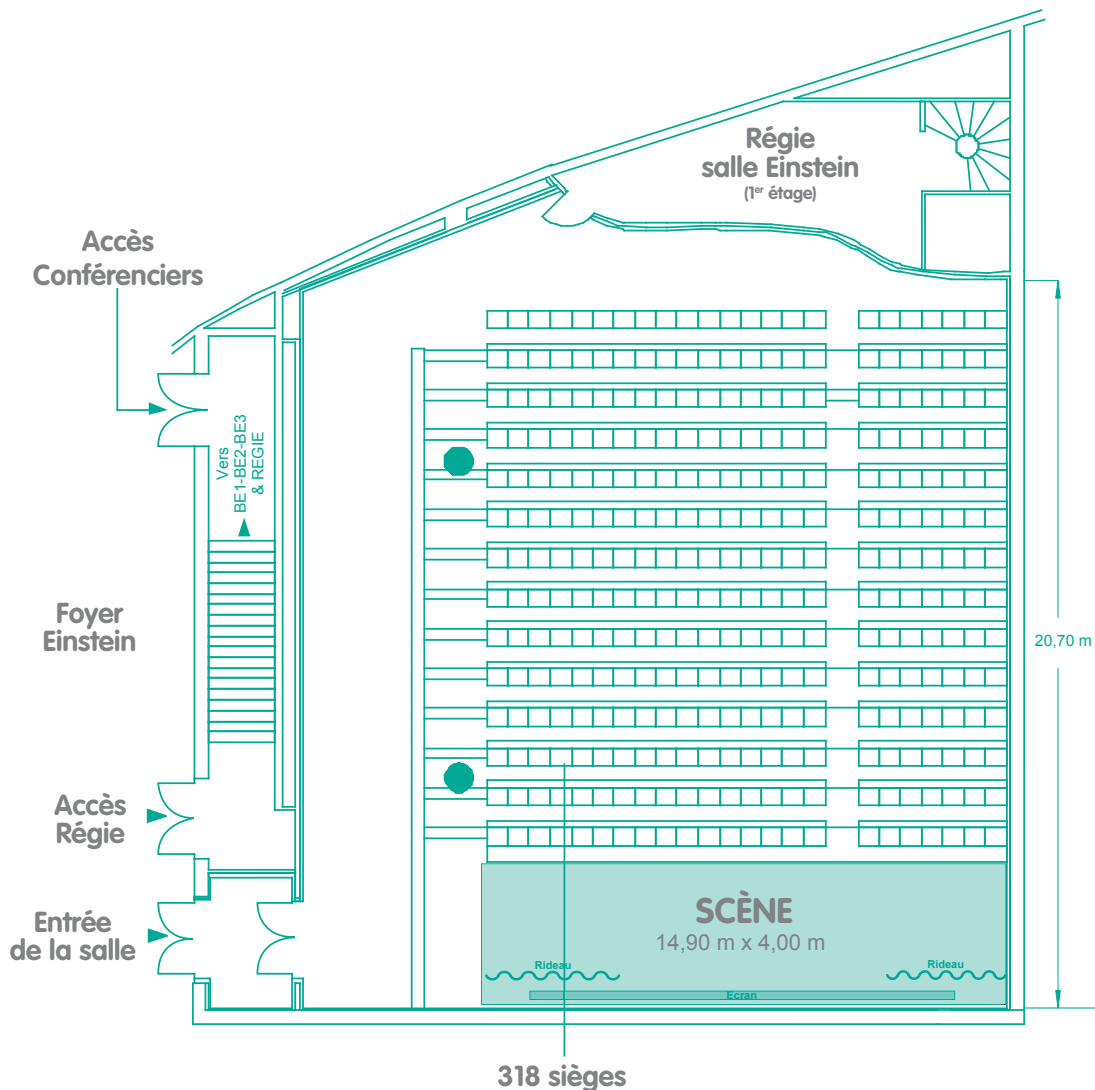 Régie
salle Einstein
(1er étage)
Accès
Conférenciers
Vers
BE1-BE2-BE3
& REGIE
Foyer
Einstein
20,70 m
Accès
Régie
Entrée
de la salle
SCÈNE
14,90 m x 4,00 m
Rideau
Rideau
Ecran
318 sièges